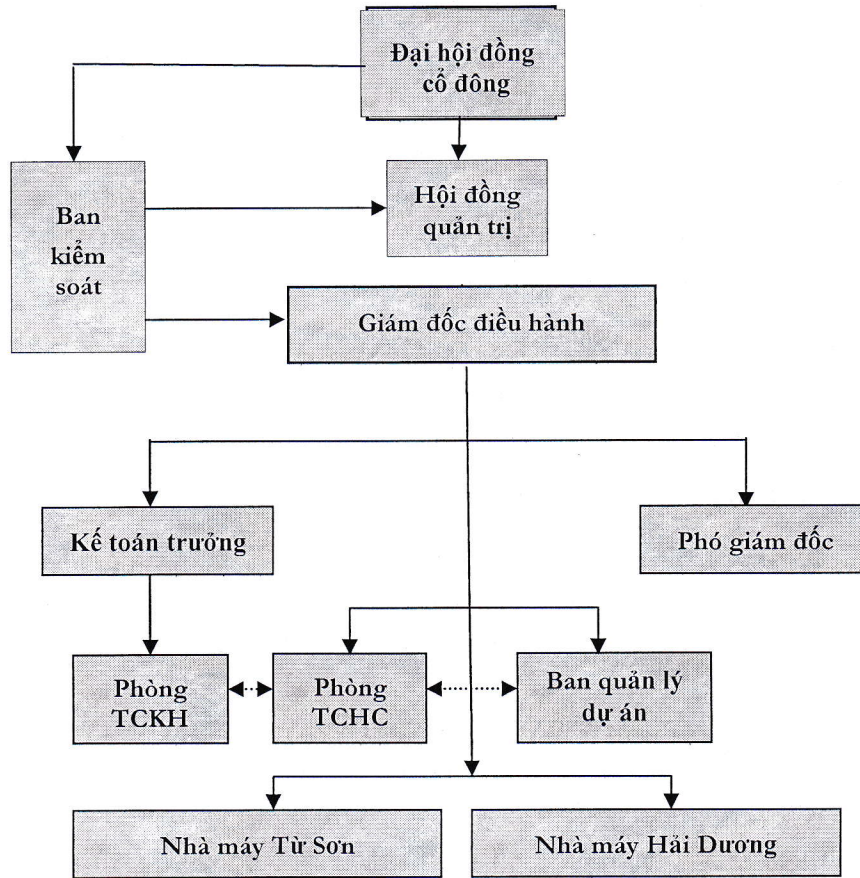 Đại hội đồng
cổ đông
Hội đồng
quản trị
Ban
kiểm
soát
Giám đốc điều hành
Kế toán trưởng
Phó giám đốc
Phòng
TCKH
Phòng
TCHC
Ban quản lý
dự án
Nhà máy Từ Sơn
Nhà máy Hải Dương